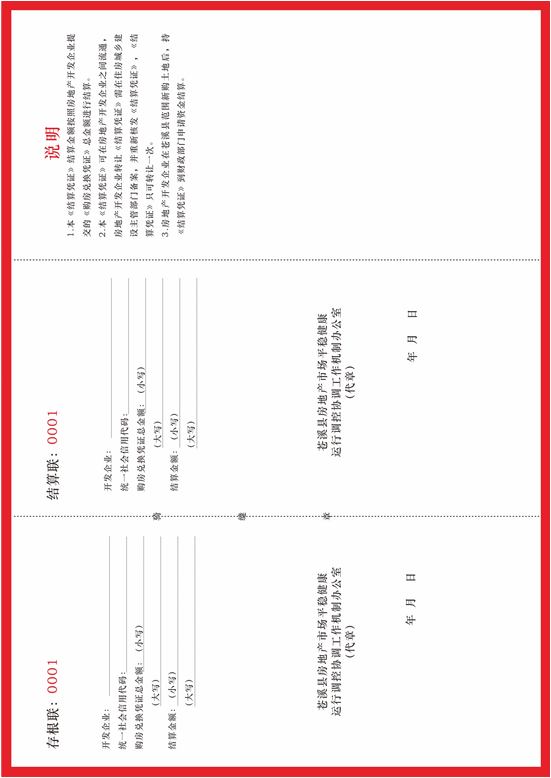 存根联：0001
开发企业：
统一社会信用代码：
购房兑换凭证总金额：（小写）
（大写）
结算金额：（小写）
（大写）
苍溪县房地产市场平稳健康
运行调控协调工作机制办公室
（代章）
年 月 日
骑 缝 章
结算联：0001
开发企业：
统一社会信用代码：
购房兑换凭证总金额：（小写）
（大写）
结算金额：（小写）
（大写）
苍溪县房地产市场平稳健康
运行调控协调工作机制办公室
（代章）
年 月 日
说明
1.本《结算凭证》结算金额按照房地产开发企业提
交的《购房兑换凭证》总金额进行结算。
2.本《结算凭证》可在房地产开发企业之间流通，
房地产开发企业转让《结算凭证》需在住房城乡建
设主管部门备案，并重新核发《结算凭证》，《结
算凭证》只可转让一次。
3.房地产开发企业在苍溪县范围新购土地后，持
《结算凭证》到财政部门申请资金结算。